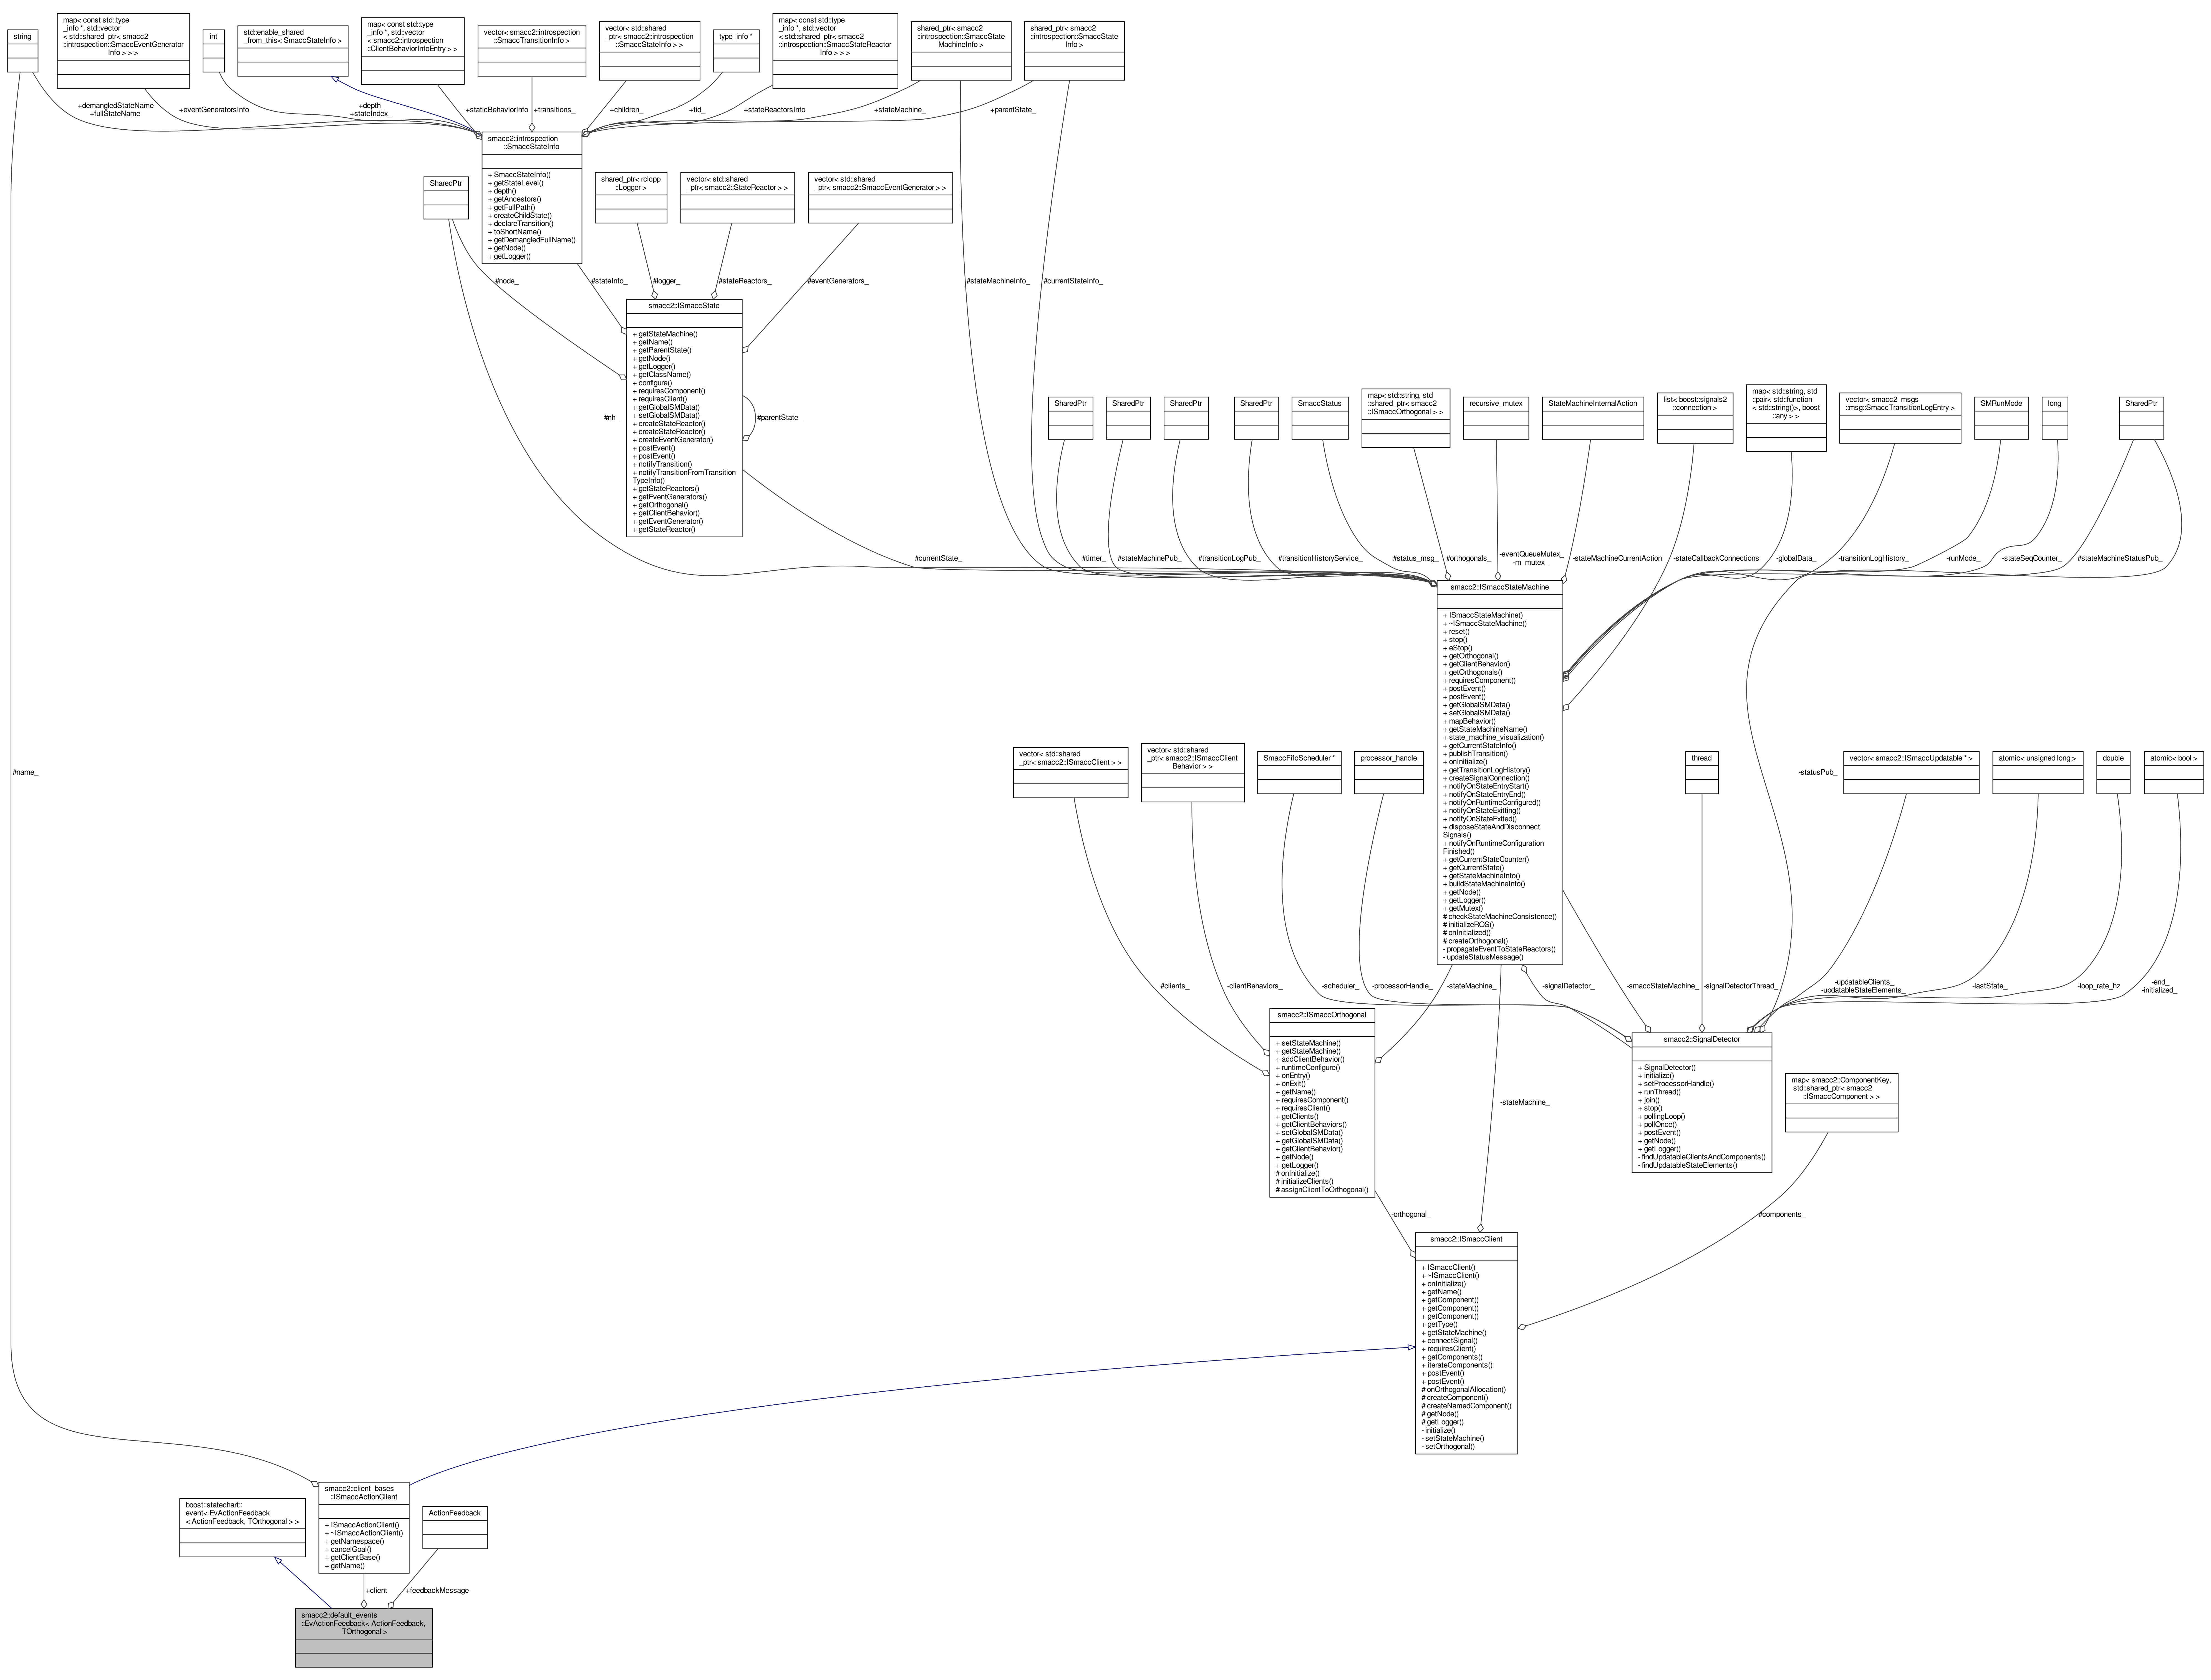 string
map< const std::type
_info *, std::vector
< std::shared_ptr< smacc2
::introspection::SmaccEventGenerator
Info > > >
int
std::enable_shared
_from_this< SmaccStateInfo >
map< const std::type
_info *, std::vector
< smacc2::introspection
::ClientBehaviorInfoEntry > >
vector< smacc2::introspection
::SmaccTransitionInfo >
vector< std::shared
_ptr< smacc2::introspection
::SmaccStateInfo > >
type_info *
map< const std::type
_info *, std::vector
< std::shared_ptr< smacc2
::introspection::SmaccStateReactor
Info > > >
shared_ptr< smacc2
::introspection::SmaccState
MachineInfo >
shared_ptr< smacc2
::introspection::SmaccState
Info >
+demangledStateName
+fullStateName
+eventGeneratorsInfo
+depth_
+stateIndex_
+staticBehaviorInfo
+transitions_
+children_
+tid_
+stateReactorsInfo
+stateMachine_
+parentState_
smacc2::introspection
::SmaccStateInfo
+ SmaccStateInfo()
+ getStateLevel()
+ depth()
+ getAncestors()
+ getFullPath()
+ createChildState()
+ declareTransition()
+ toShortName()
+ getDemangledFullName()
+ getNode()
+ getLogger()
SharedPtr
shared_ptr< rclcpp
::Logger >
vector< std::shared
_ptr< smacc2::StateReactor > >
vector< std::shared
_ptr< smacc2::SmaccEventGenerator > >
#node_
#stateInfo_
#logger_
#stateReactors_
#eventGenerators_
#stateMachineInfo_
#currentStateInfo_
smacc2::ISmaccState
+ getStateMachine()
+ getName()
+ getParentState()
+ getNode()
+ getLogger()
+ getClassName()
+ configure()
+ requiresComponent()
+ requiresClient()
+ getGlobalSMData()
+ setGlobalSMData()
+ createStateReactor()
+ createStateReactor()
+ createEventGenerator()
+ postEvent()
+ postEvent()
+ notifyTransition()
+ notifyTransitionFromTransition
TypeInfo()
+ getStateReactors()
+ getEventGenerators()
+ getOrthogonal()
+ getClientBehavior()
+ getEventGenerator()
+ getStateReactor()
#nh_
#parentState_
SharedPtr
SharedPtr
SharedPtr
SharedPtr
SmaccStatus
map< std::string, std
::shared_ptr< smacc2
::ISmaccOrthogonal > >
recursive_mutex
StateMachineInternalAction
list< boost::signals2
::connection >
map< std::string, std
::pair< std::function
< std::string()>, boost
::any > >
vector< smacc2_msgs
::msg::SmaccTransitionLogEntry >
SMRunMode
long
SharedPtr
#currentState_
#timer_
#stateMachinePub_
#transitionLogPub_
#transitionHistoryService_
#status_msg_
#orthogonals_
-eventQueueMutex_
-m_mutex_
-stateMachineCurrentAction
-stateCallbackConnections
-globalData_
-transitionLogHistory_
-runMode_
-stateSeqCounter_
#stateMachineStatusPub_
smacc2::ISmaccStateMachine
+ ISmaccStateMachine()
+ ~ISmaccStateMachine()
+ reset()
+ stop()
+ eStop()
+ getOrthogonal()
+ getClientBehavior()
+ getOrthogonals()
+ requiresComponent()
+ postEvent()
+ postEvent()
+ getGlobalSMData()
+ setGlobalSMData()
+ mapBehavior()
+ getStateMachineName()
+ state_machine_visualization()
+ getCurrentStateInfo()
+ publishTransition()
+ onInitialize()
+ getTransitionLogHistory()
+ createSignalConnection()
+ notifyOnStateEntryStart()
+ notifyOnStateEntryEnd()
+ notifyOnRuntimeConfigured()
+ notifyOnStateExitting()
+ notifyOnStateExited()
+ disposeStateAndDisconnect
Signals()
+ notifyOnRuntimeConfiguration
Finished()
+ getCurrentStateCounter()
+ getCurrentState()
+ getStateMachineInfo()
+ buildStateMachineInfo()
+ getNode()
+ getLogger()
+ getMutex()
# checkStateMachineConsistence()
# initializeROS()
# onInitialized()
# createOrthogonal()
- propagateEventToStateReactors()
- updateStatusMessage()
#name_
vector< std::shared
_ptr< smacc2::ISmaccClient > >
vector< std::shared
_ptr< smacc2::ISmaccClient
Behavior > >
SmaccFifoScheduler *
processor_handle
thread
-statusPub_
vector< smacc2::ISmaccUpdatable * >
atomic< unsigned long >
double
atomic< bool >
#clients_
-clientBehaviors_
-scheduler_
-processorHandle_
-stateMachine_
-signalDetector_
-smaccStateMachine_
-signalDetectorThread_
-updatableClients_
-updatableStateElements_
-lastState_
-loop_rate_hz
-end_
-initialized_
smacc2::ISmaccOrthogonal
+ setStateMachine()
+ getStateMachine()
+ addClientBehavior()
+ runtimeConfigure()
+ onEntry()
+ onExit()
+ getName()
+ requiresComponent()
+ requiresClient()
+ getClients()
+ getClientBehaviors()
+ setGlobalSMData()
+ getGlobalSMData()
+ getClientBehavior()
+ getNode()
+ getLogger()
# onInitialize()
# initializeClients()
# assignClientToOrthogonal()
smacc2::SignalDetector
+ SignalDetector()
+ initialize()
+ setProcessorHandle()
+ runThread()
+ join()
+ stop()
+ pollingLoop()
+ pollOnce()
+ postEvent()
+ getNode()
+ getLogger()
- findUpdatableClientsAndComponents()
- findUpdatableStateElements()
map< smacc2::ComponentKey,
std::shared_ptr< smacc2
::ISmaccComponent > >
-stateMachine_
-orthogonal_
#components_
smacc2::ISmaccClient
+ ISmaccClient()
+ ~ISmaccClient()
+ onInitialize()
+ getName()
+ getComponent()
+ getComponent()
+ getComponent()
+ getType()
+ getStateMachine()
+ connectSignal()
+ requiresClient()
+ getComponents()
+ iterateComponents()
+ postEvent()
+ postEvent()
# onOrthogonalAllocation()
# createComponent()
# createNamedComponent()
# getNode()
# getLogger()
- initialize()
- setStateMachine()
- setOrthogonal()
boost::statechart::
event< EvActionFeedback
< ActionFeedback, TOrthogonal > >
smacc2::client_bases
::ISmaccActionClient
+ ISmaccActionClient()
+ ~ISmaccActionClient()
+ getNamespace()
+ cancelGoal()
+ getClientBase()
+ getName()
ActionFeedback
+client
+feedbackMessage
smacc2::default_events
::EvActionFeedback< ActionFeedback,
TOrthogonal >